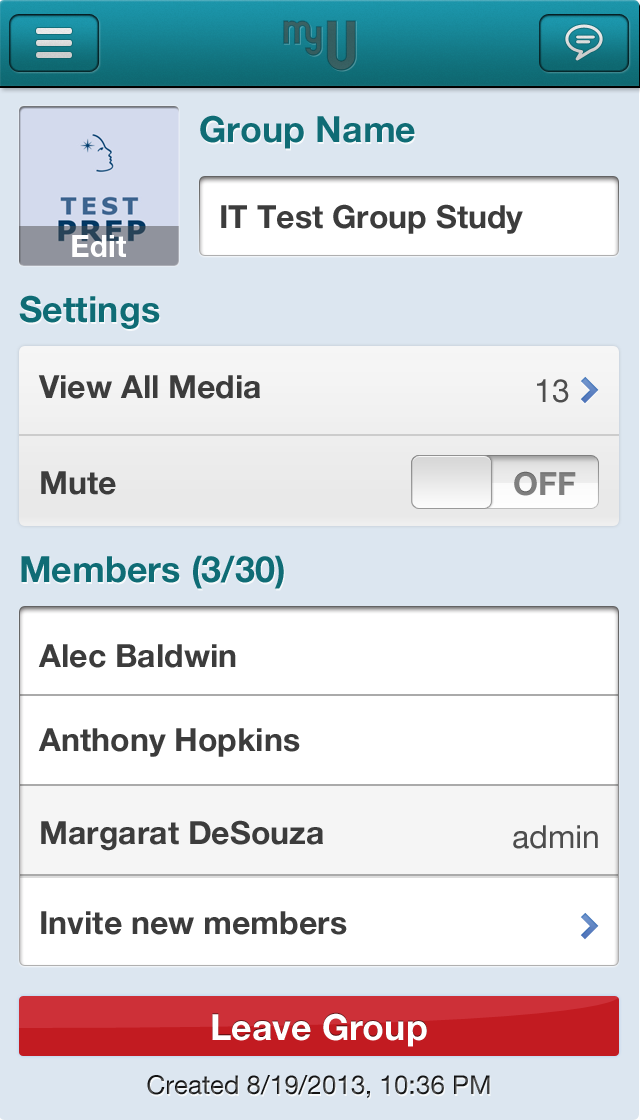 myU
TEST
PREP
Edit
Group Name
IT Test Group Study
Settings
View All Media 13
Mute OFF
Members (3/30)
Alec Baldwin
Anthony Hopkins
Margarat DeSouza admin
Invite new members
Leave Group
Created 8/19/2013, 10:36 PM